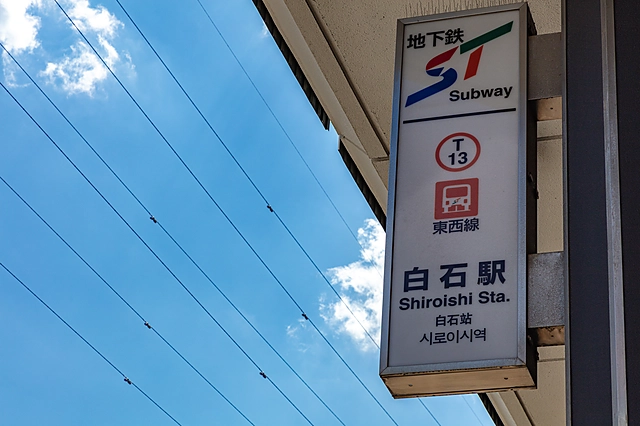 地下鉄
ST
Subway
T
13
東西線
白石駅
Shiroishi Sta.
白石站
시로이시역